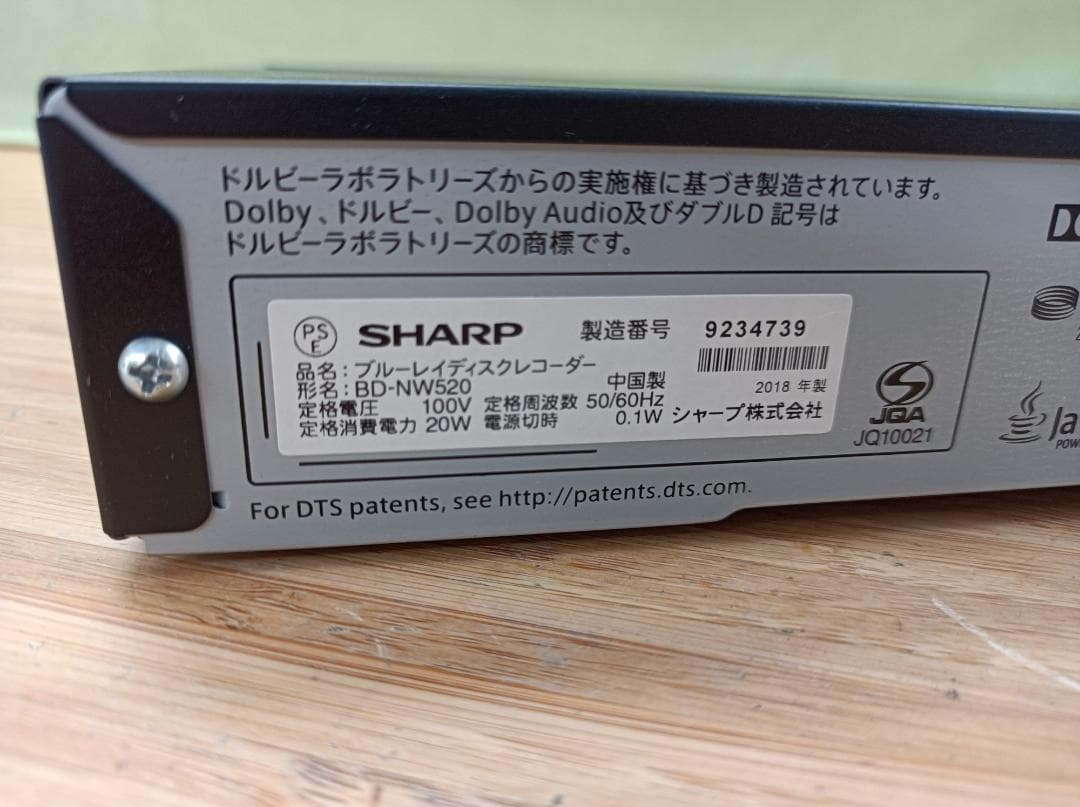 ドルビーラボラトリーズからの実施権に基づき製造されています。
Dolby、ドルビー、Dolby Audio及びダブルD 記号は
ドルビーラボラトリーズの商標です。
PSE SHARP 製造番号 9234739
品名：ブルーレイディスクレコーダー
形名：BD-NW520 中国製 2018 年製
定格電圧 100V 定格周波数 50/60Hz
定格消費電力 20W 電源切時 0.1W シャープ株式会社
JQA
JQ10021
For DTS patents, see http://patents.dts.com.